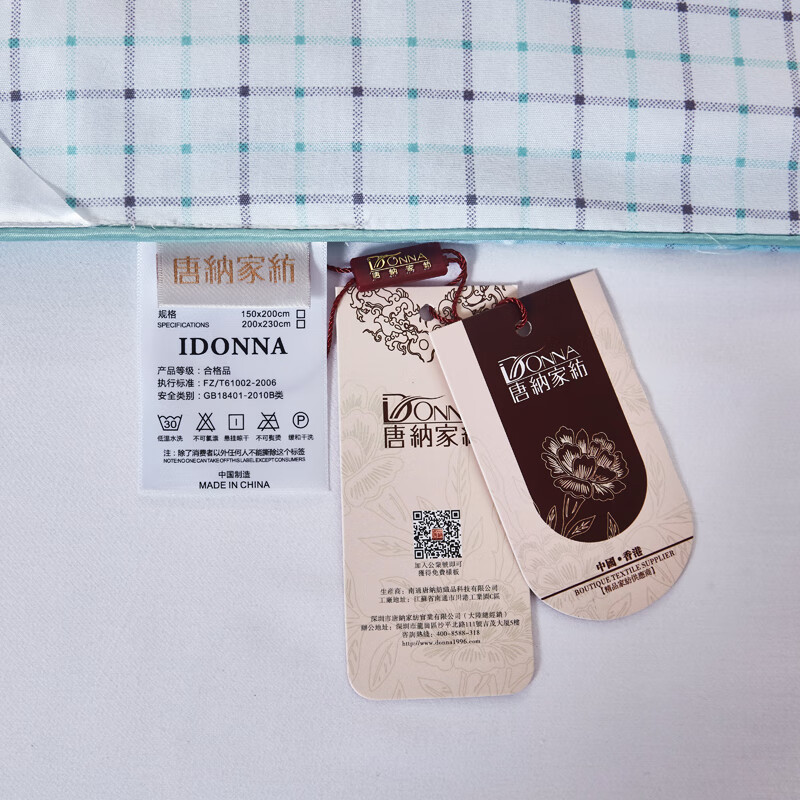 唐納家紡
规格 150x200cm
SPECIFICATIONS 200x230cm
IDONNA
产品等级：合格品
执行标准：FZ/T61002-2006
安全类别：GB18401-2010B类
30
P
低温水洗 不可氯漂 悬挂晾干 不可熨烫 缓和干洗
注：除了消费者以外任何人不能撕除这个标签
NOTE:NO ONE CAN TAKE OFF THIS LABEL EXCEPT CONSUMERS
中国制造
MADE IN CHINA
IDONNA
唐納家紡
IDONNA
唐納家紡
加入公眾號即可
獲得免費樣板
生産商：南通唐納紡織品科技有限公司
工廠地址：江蘇省南通市川港工業園C區
深圳市唐納家紡實業有限公司（大陸總經銷）
辦公地址：深圳市龍崗區沙平北路111號吉茂大厦5樓
咨詢熱綫：400-8588-318
http://www.idonna1996.com
IDONNA
唐納家紡
中國·香港
BOUTIQUE TEXTILE SUPPLIER
【精品家紡供應商】